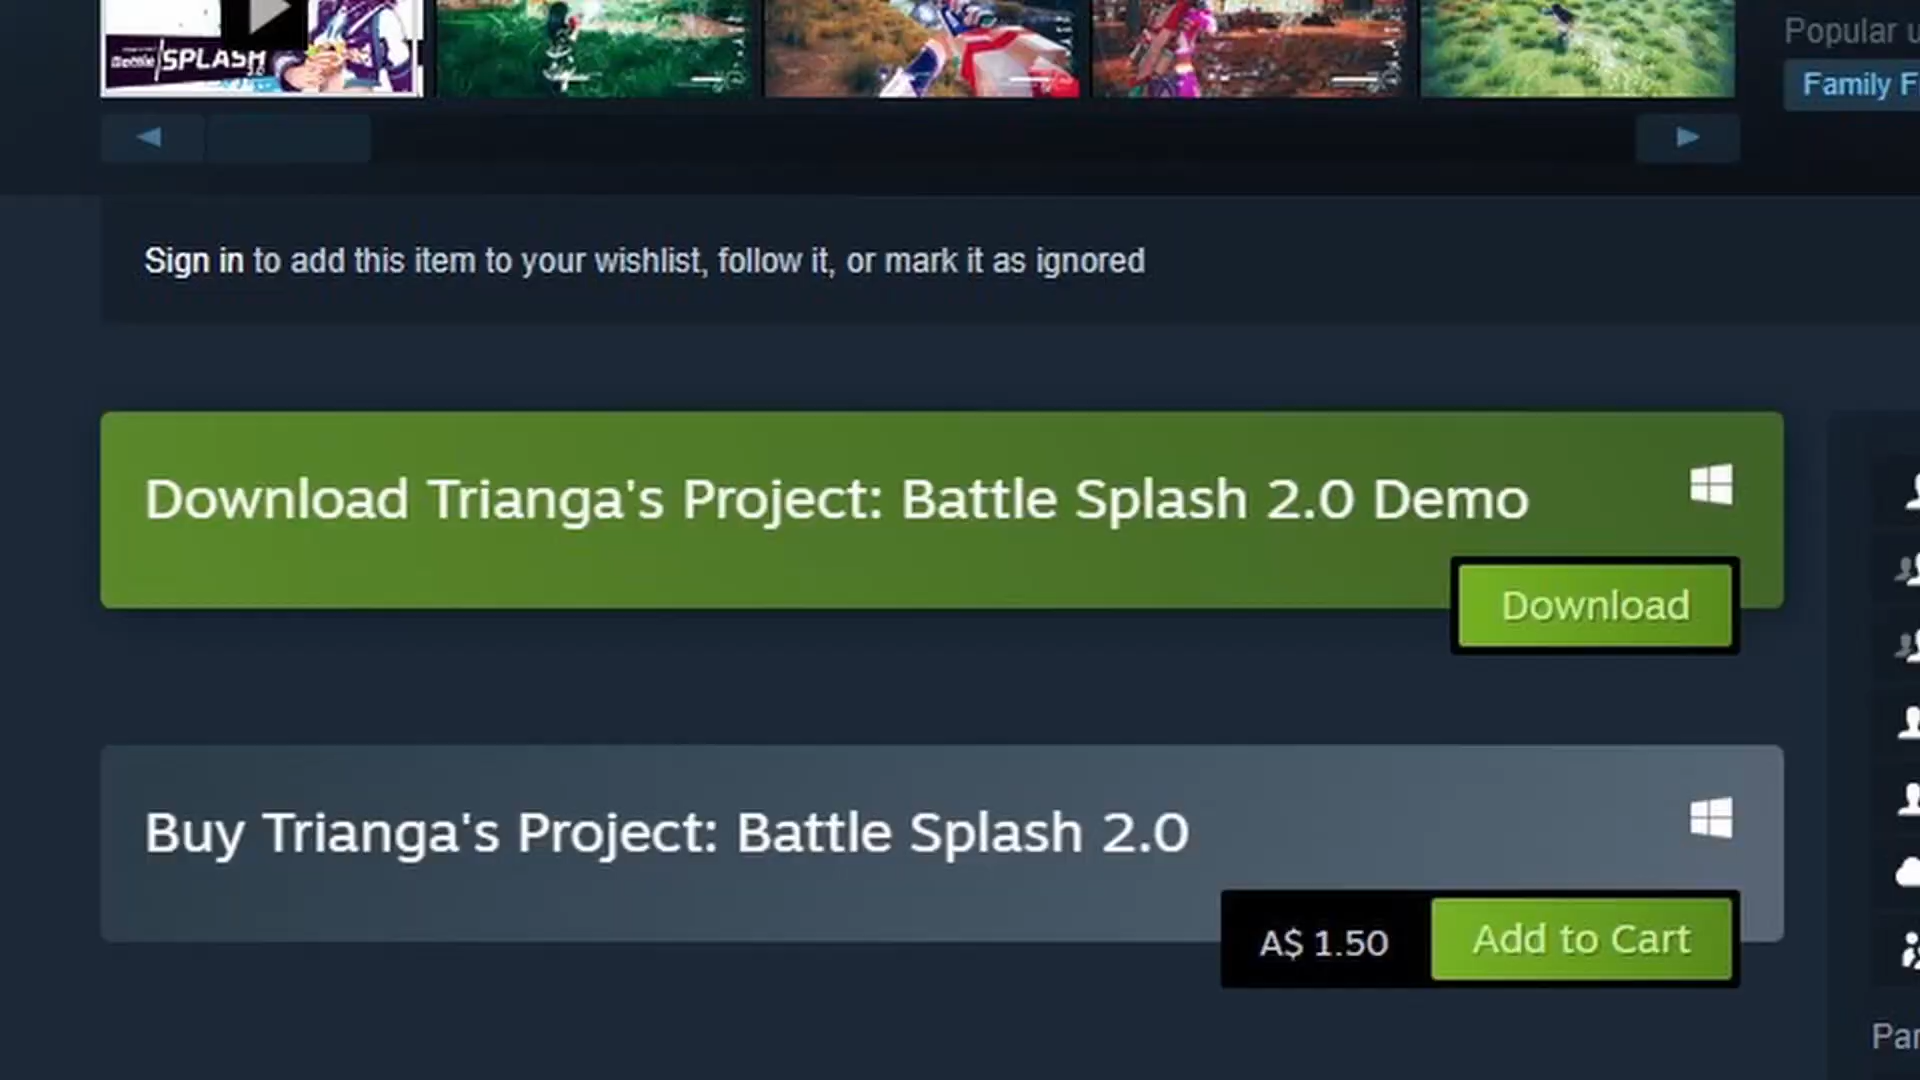 Battle SPLASH
Popular u
Family F
Sign in to add this item to your wishlist, follow it, or mark it as ignored
Download Trianga's Project: Battle Splash 2.0 Demo
Download
Buy Trianga's Project: Battle Splash 2.0
A$ 1.50
Add to Cart
Par